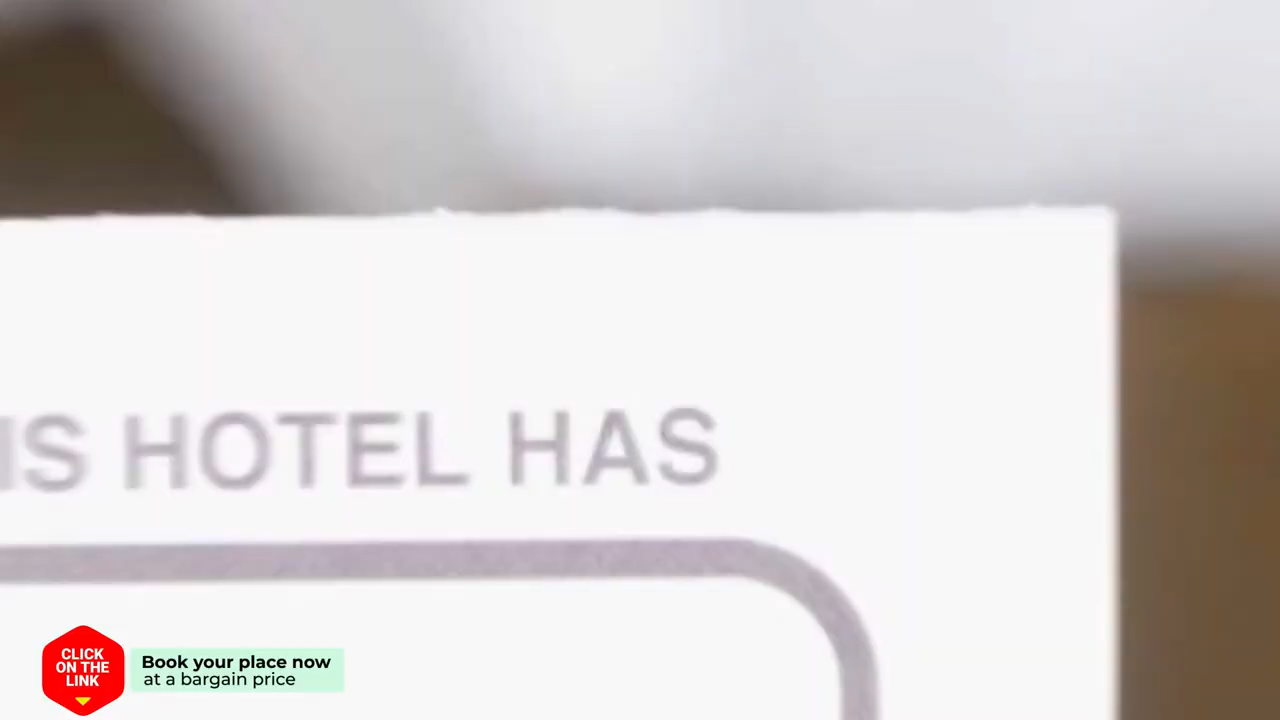 IS HOTEL HAS
CLICK
ON THE
LINK
Book your place now
at a bargain price